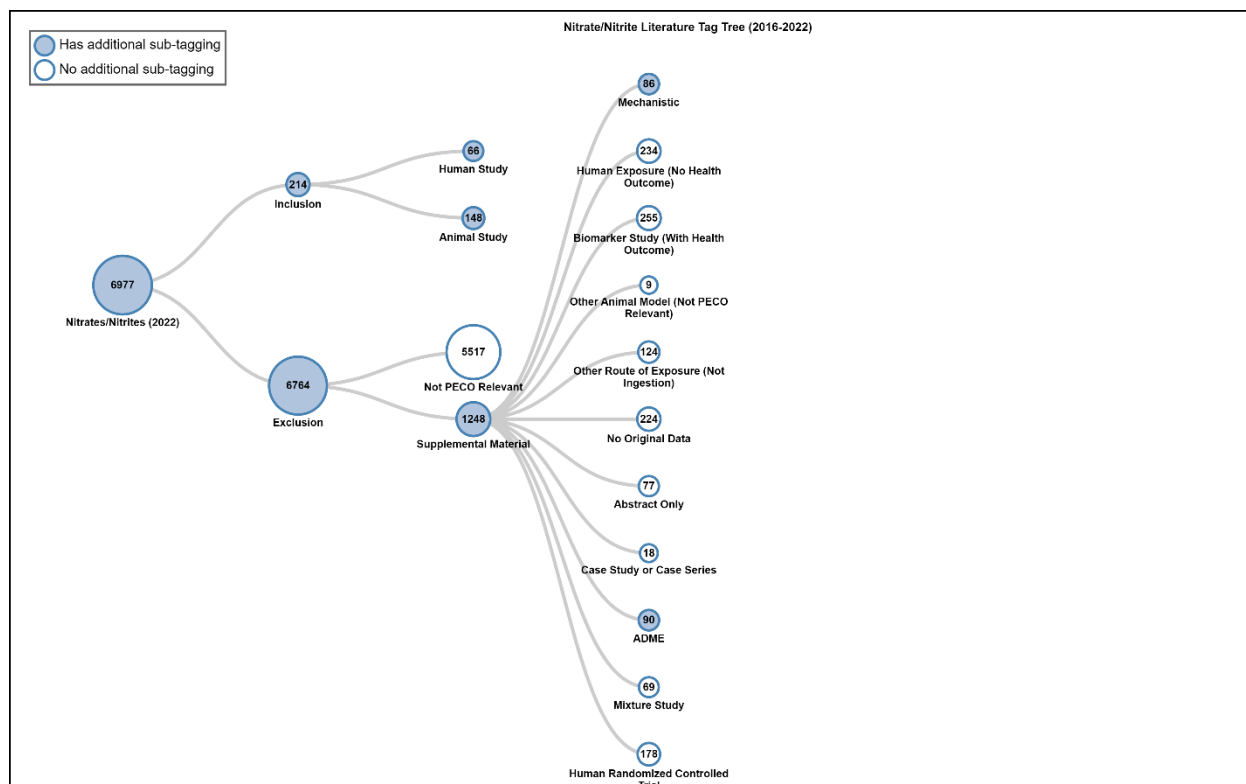 Nitrate/Nitrite Literature Tag Tree (2016-2022)
Has additional sub-tagging
No additional sub-tagging
6977
Nitrates/Nitrites (2022)
214
Inclusion
6764
Exclusion
66
Human Study
148
Animal Study
5517
Not PECO Relevant
1248
Supplemental Material
86
Mechanistic
234
Human Exposure (No Health
Outcome)
255
Biomarker Study (With Health
Outcome)
9
Other Animal Model (Not PECO
Relevant)
124
Other Route of Exposure (Not
Ingestion)
224
No Original Data
77
Abstract Only
18
Case Study or Case Series
90
ADME
69
Mixture Study
178
Human Randomized Controlled
Trial